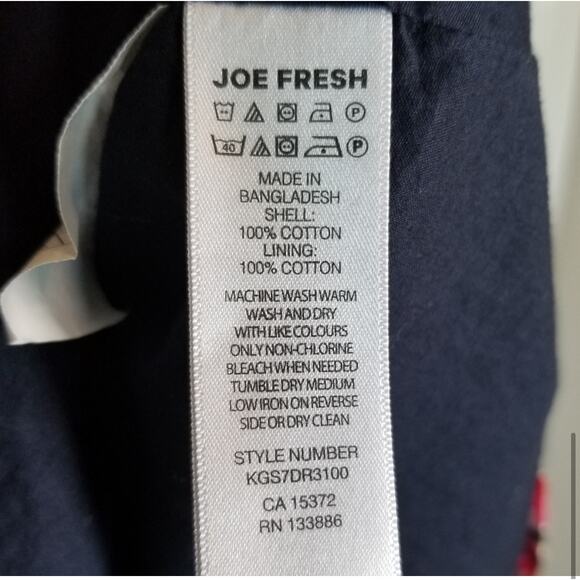 JOE FRESH
P
40 P
MADE IN
BANGLADESH
SHELL:
100% COTTON
LINING:
100% COTTON
MACHINE WASH WARM
WASH AND DRY
WITH LIKE COLOURS
ONLY NON-CHLORINE
BLEACH WHEN NEEDED
TUMBLE DRY MEDIUM
LOW IRON ON REVERSE
SIDE OR DRY CLEAN
STYLE NUMBER
KGS7DR3100
CA 15372
RN 133886